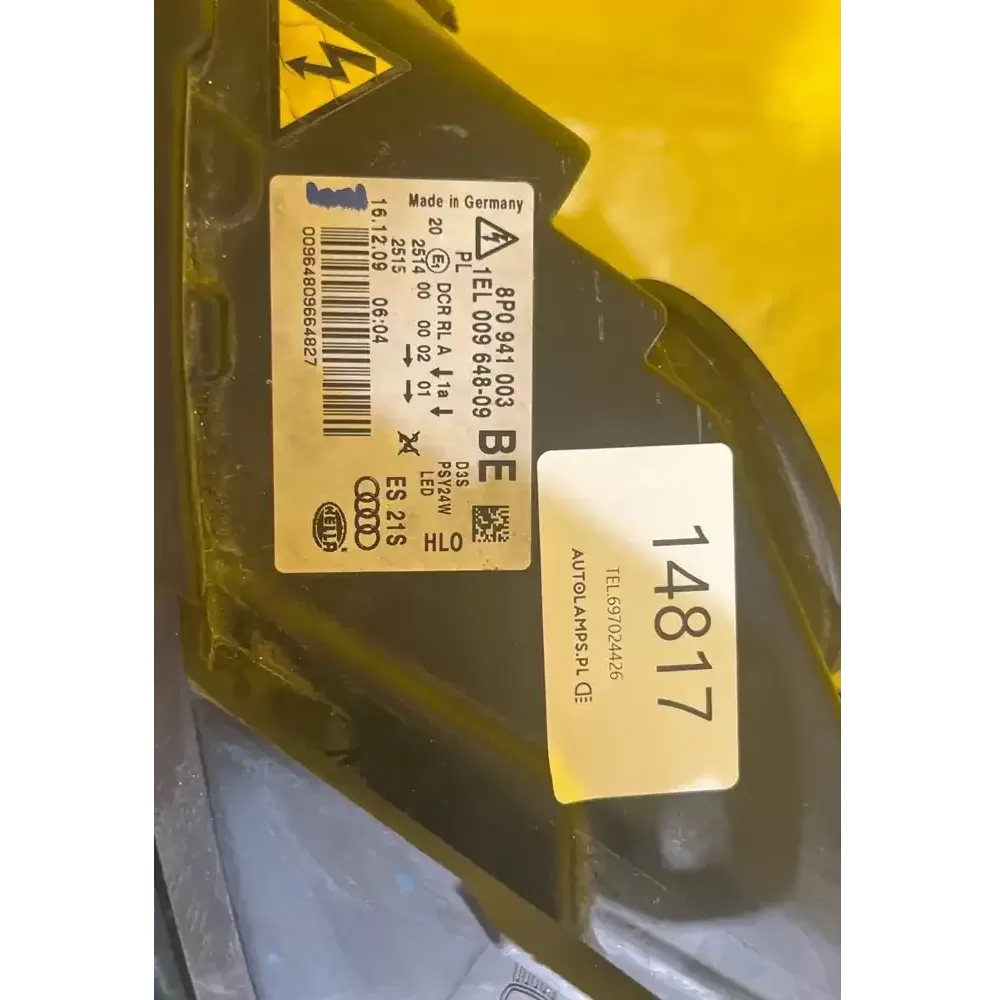 Made in Germany
8P0 941 003
BE
PL
1EL 009 648-09
20
E1
DCR RL A ↓ 1a ↓
2514 00 00 02 01
2515
D3S
PSY24W
LED
16.12.09 06:04
ES 21S
HLO
00964809664827
HELLA
14817
TEL.697024426
AUTOLAMPS.PL